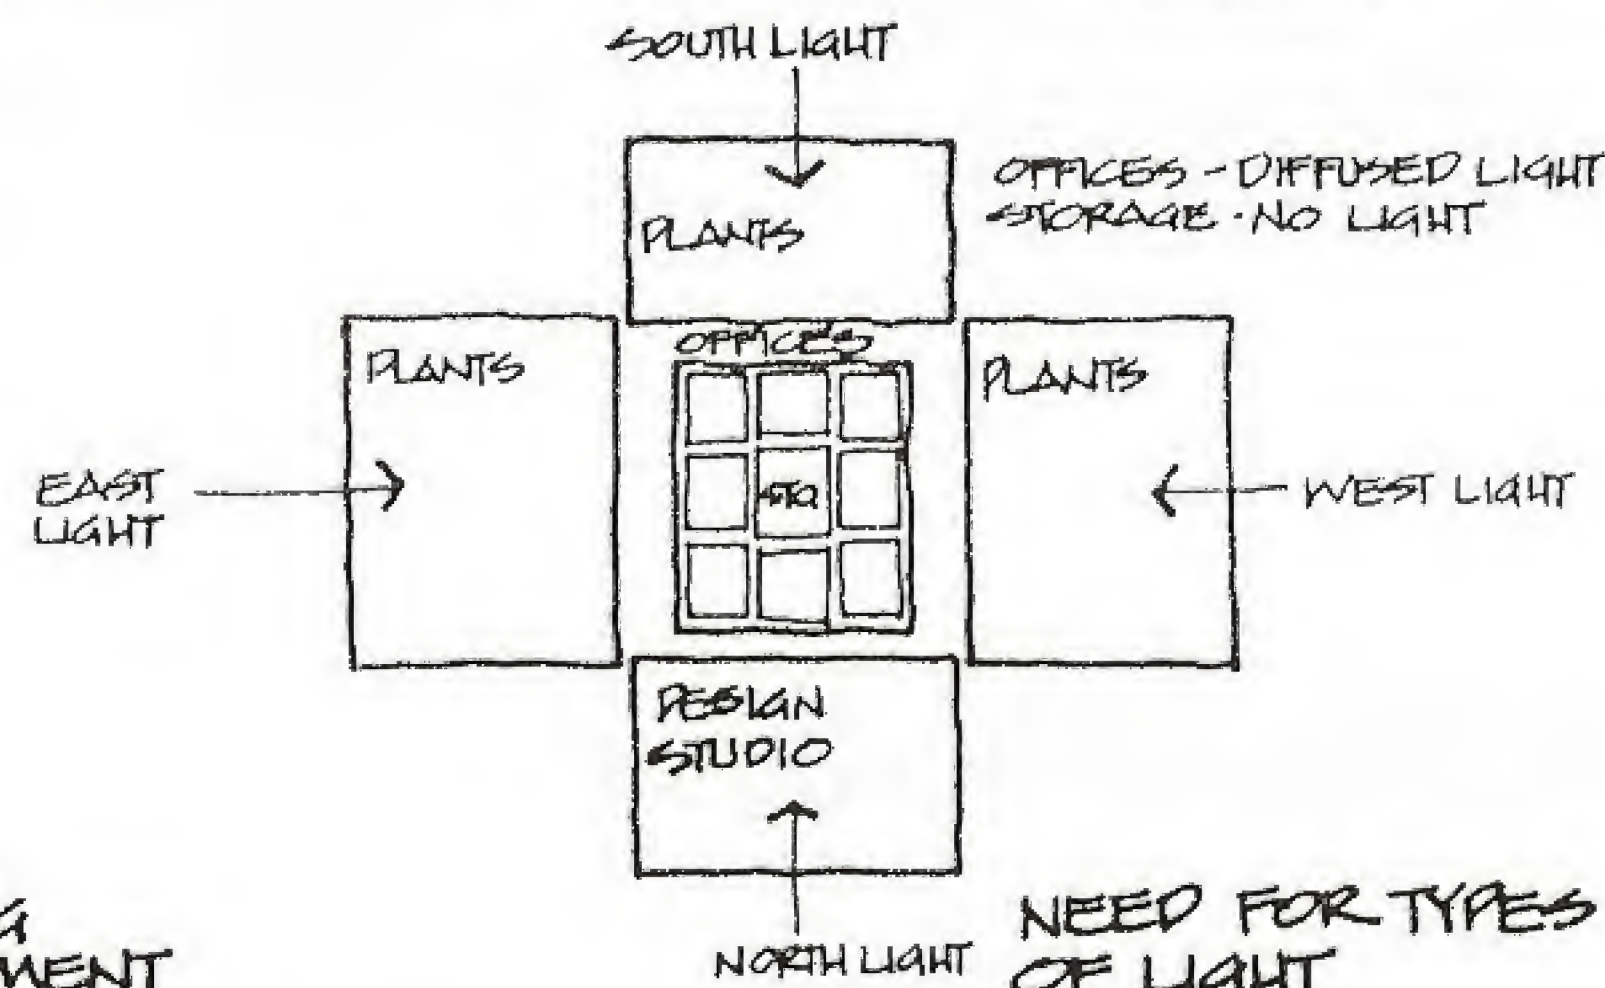 SOUTH LIGHT
OFFICES - DIFFUSED LIGHT
STORAGE - NO LIGHT
PLANTS
OFFICES
PLANTS
PLANTS
EAST
LIGHT
STO
WEST LIGHT
DESIGN
STUDIO
NORTH LIGHT
NEED FOR TYPES
OF LIGHT